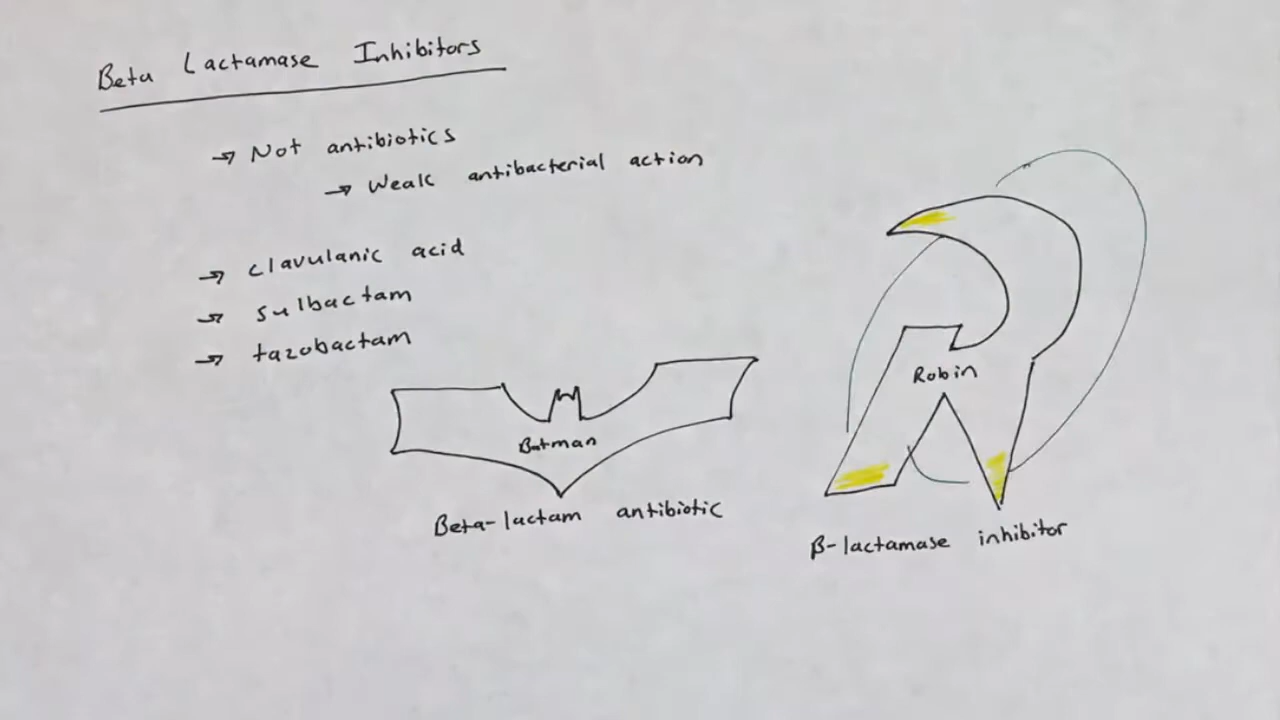 Beta Lactamase Inhibitors
→ Not antibiotics
→ Weak antibacterial action
→ clavulanic acid
→ sulbactam
→ tazobactam
Batman
Beta-lactam antibiotic
Robin
β-lactamase inhibitor